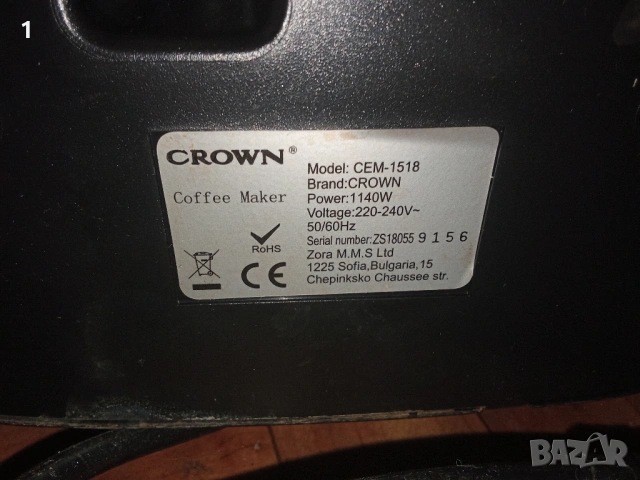 1
CROWN®
Coffee Maker
RoHS
CE
Model: CEM-1518
Brand:CROWN
Power:1140W
Voltage:220-240V~
50/60Hz
Serial number:ZS18055 9 1 5 6
Zora M.M.S Ltd
1225 Sofia,Bulgaria,15
Chepinksko Chaussee str.
BAZAR